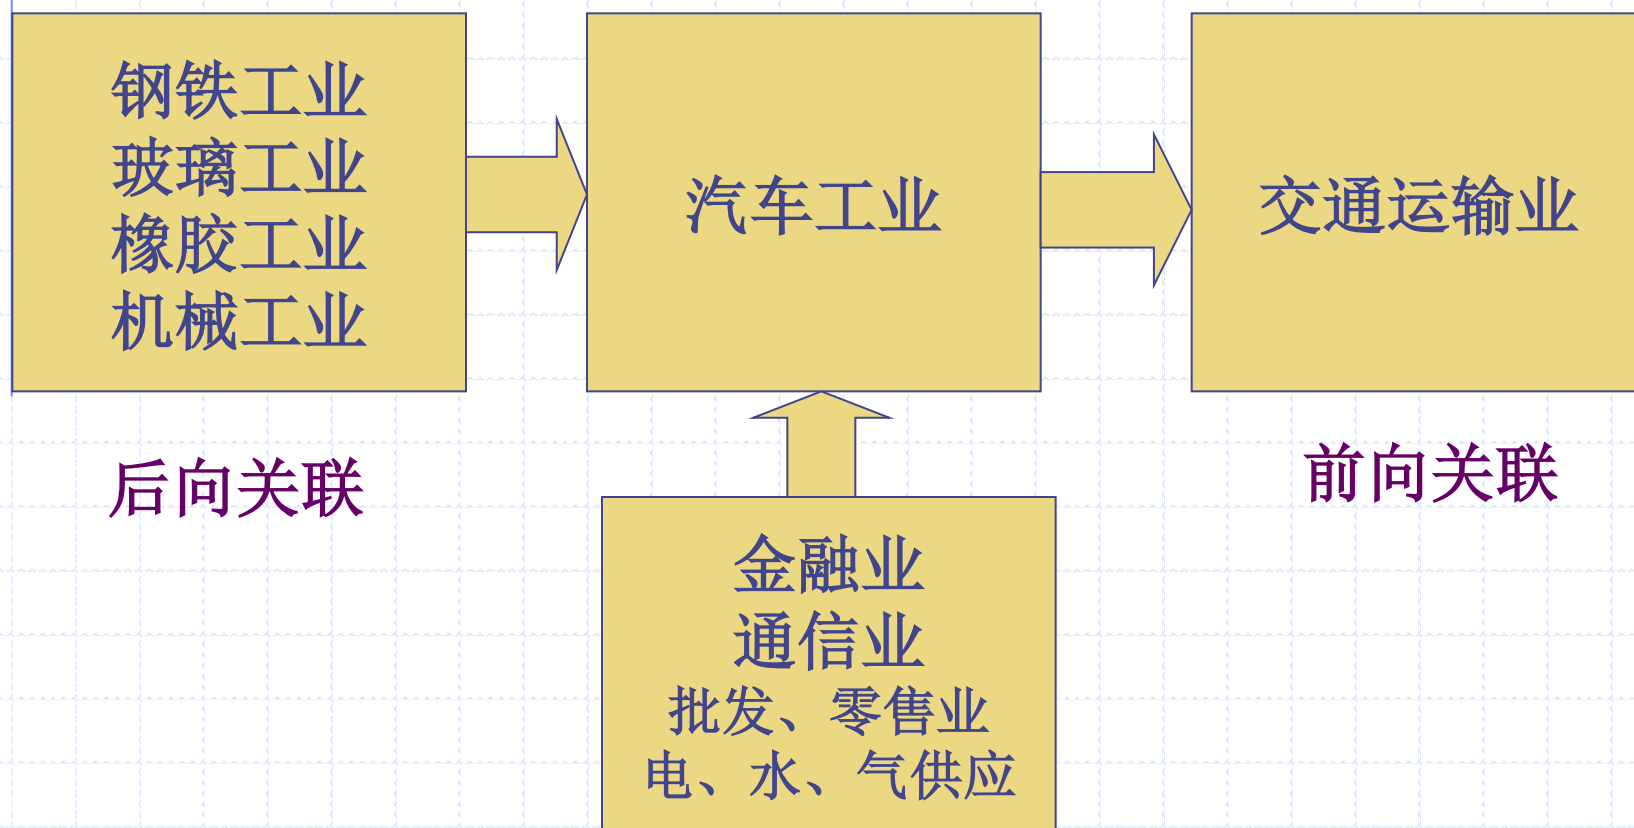 钢铁工业
玻璃工业
橡胶工业
机械工业
汽车工业
交通运输业
后向关联
前向关联
金融业
通信业
批发、零售业
电、水、气供应